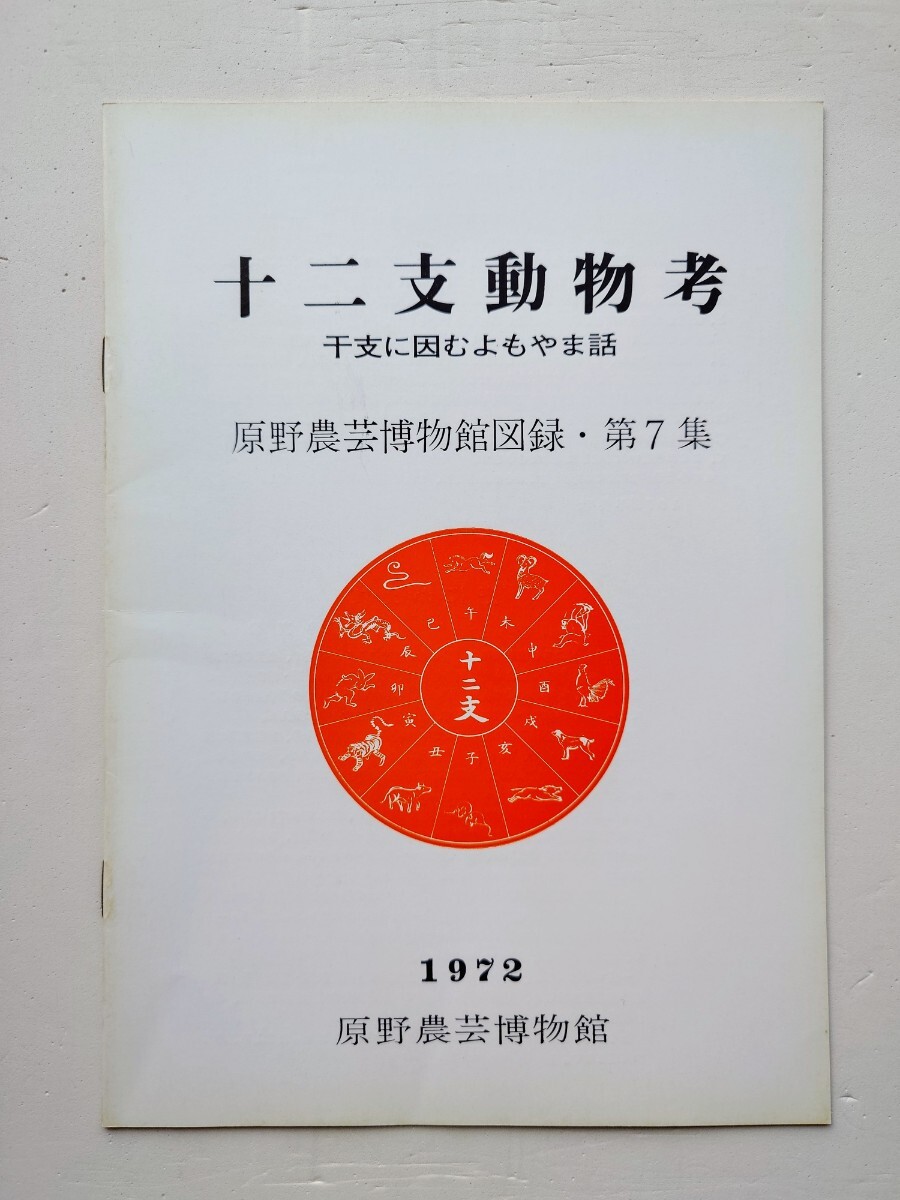 十二支動物考
干支に因むよもやま話
原野農芸博物館図録・第7集
午
未
申
酉
戌
亥
子
丑
寅
卯
辰
巳
十二支
1972
原野農芸博物館